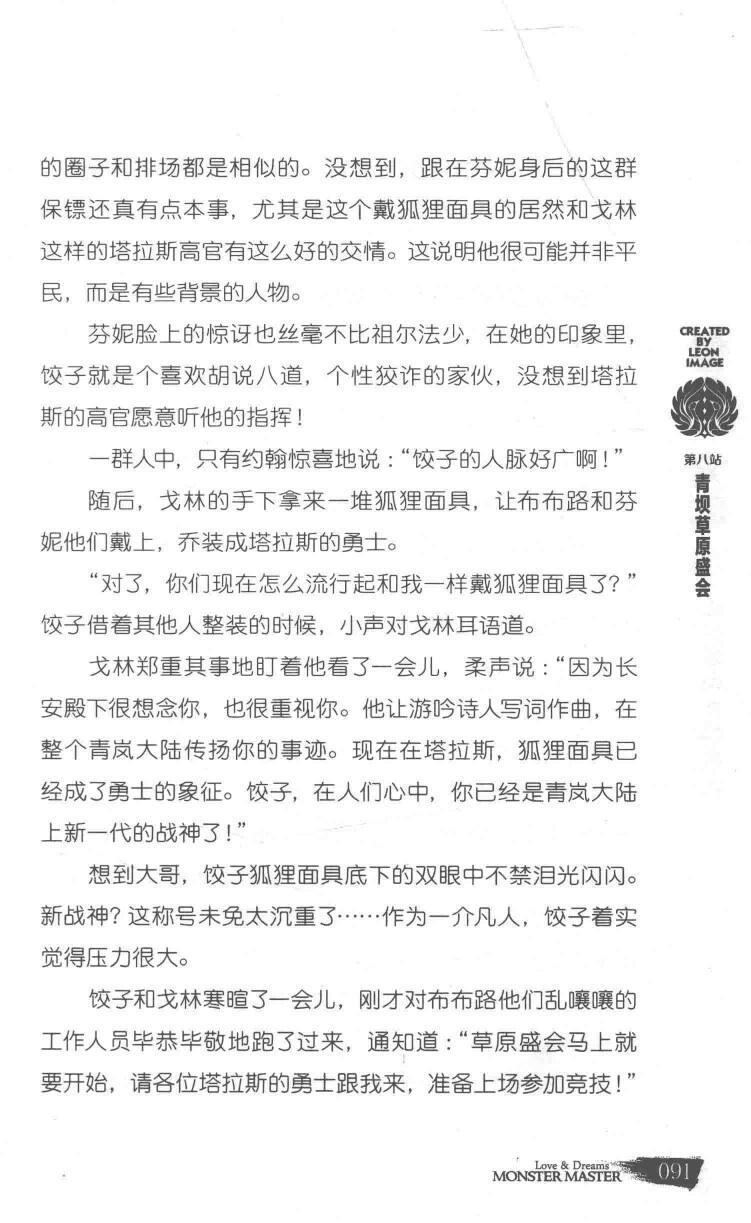 的圈子和排场都是相似的。没想到，跟在芬妮身后的这群
保镖还真有点本事，尤其是这个戴狐狸面具的居然和戈林
这样的塔拉斯高官有这么好的交情。这说明他很可能并非平
民，而是有些背景的人物。
芬妮脸上的惊讶也丝毫不比祖尔法少，在她的印象里，
饺子就是个喜欢胡说八道，个性狡诈的家伙，没想到塔拉
斯的高官愿意听他的指挥！
一群人中，只有约翰惊喜地说：“饺子的人脉好广啊！”
随后，戈林的手下拿来一堆狐狸面具，让布布路和芬
妮他们戴上，乔装成塔拉斯的勇士。
“对了，你们现在怎么流行起和我一样戴狐狸面具了？”
饺子借着其他人整装的时候，小声对戈林耳语道。
戈林郑重其事地盯着他看了一会儿，柔声说：“因为长
安殿下很想念你，也很重视你。他让游吟诗人写词作曲，在
整个青岚大陆传扬你的事迹。现在在塔拉斯，狐狸面具已
经成了勇士的象征。饺子，在人们心中，你已经是青岚大陆
上新一代的战神了！”
想到大哥，饺子狐狸面具底下的双眼中不禁泪光闪闪。
新战神？这称号未免太沉重了……作为一介凡人，饺子着实
觉得压力很大。
饺子和戈林寒暄了一会儿，刚才对布布路他们乱嚷嚷的
工作人员毕恭毕敬地跑了过来，通知道：“草原盛会马上就
要开始，请各位塔拉斯的勇士跟我来，准备上场参加竞技！”
CREATED
BY
LEON
IMAGE
第八站
青坝草原盛会
Love & Dreams
MONSTER MASTER
091